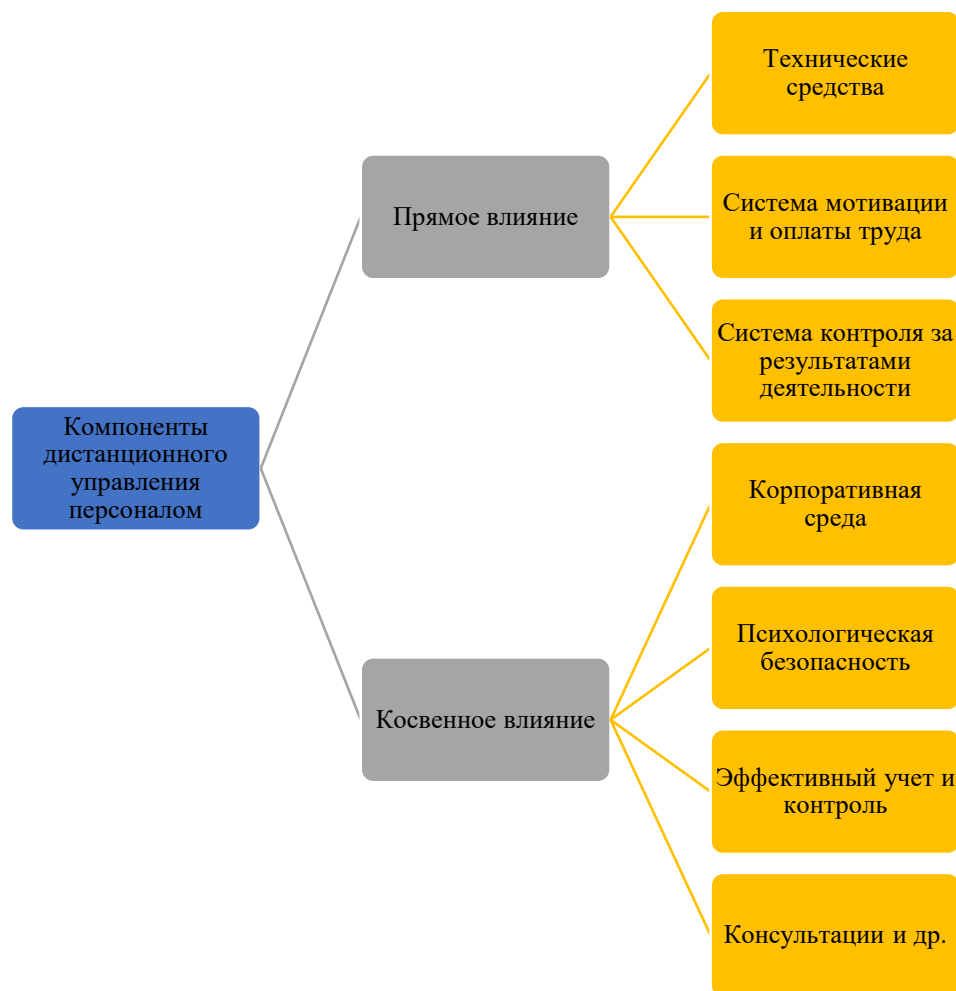 Компоненты
дистанционного
управления
персоналом
Прямое влияние
Технические
средства
Система мотивации
и оплаты труда
Система контроля за
результатами
деятельности
Косвенное влияние
Корпоративная
среда
Психологическая
безопасность
Эффективный учет и
контроль
Консультации и др.